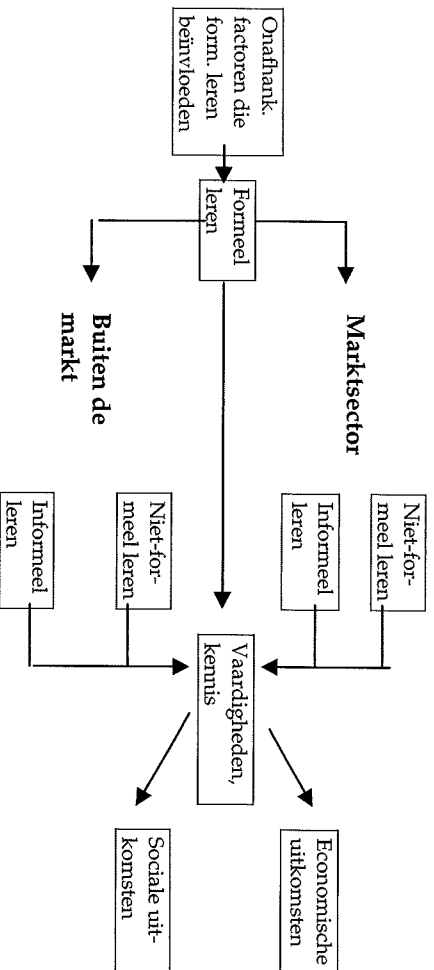 Onafhank.
factoren die
form. leren
beïnvloeden
Formeel
leren
Marktsector
Niet-for-
meel leren
Informeel
leren
Buiten de
markt
Niet-for-
meel leren
Informeel
leren
Vaardigheden,
kennis
Economische
uitkomsten
Sociale uit-
komsten